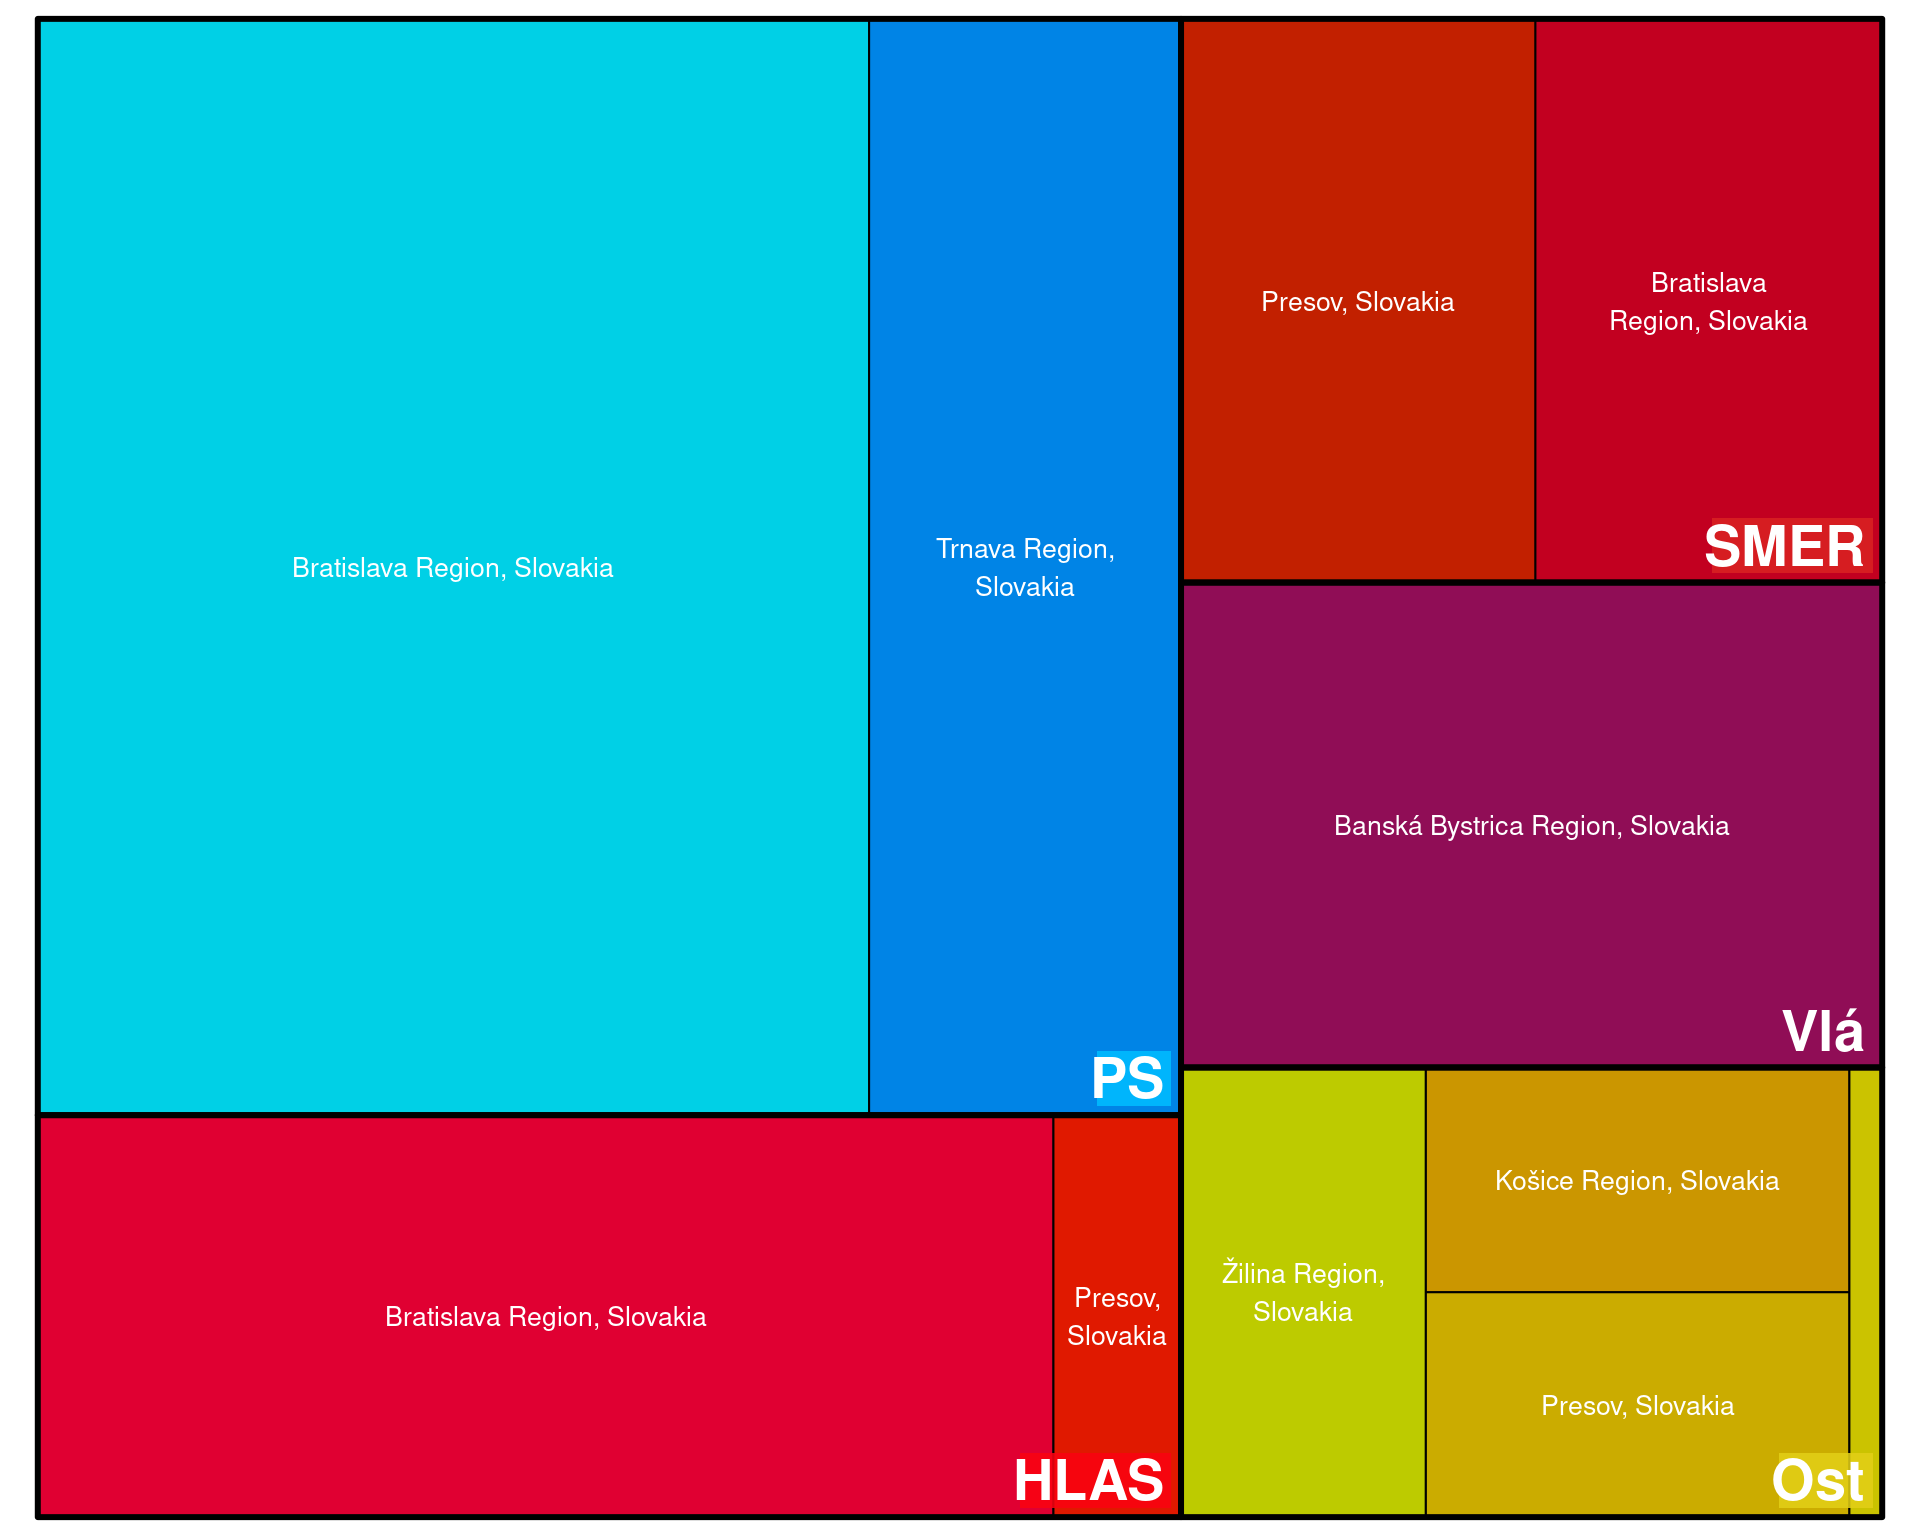 Bratislava Region, Slovakia
Trnava Region,
Slovakia
PS
Presov, Slovakia
Bratislava
Region, Slovakia
SMER
Banská Bystrica Region, Slovakia
Vlá
Bratislava Region, Slovakia
Presov,
Slovakia
HLAS
Žilina Region,
Slovakia
Košice Region, Slovakia
Presov, Slovakia
Ost